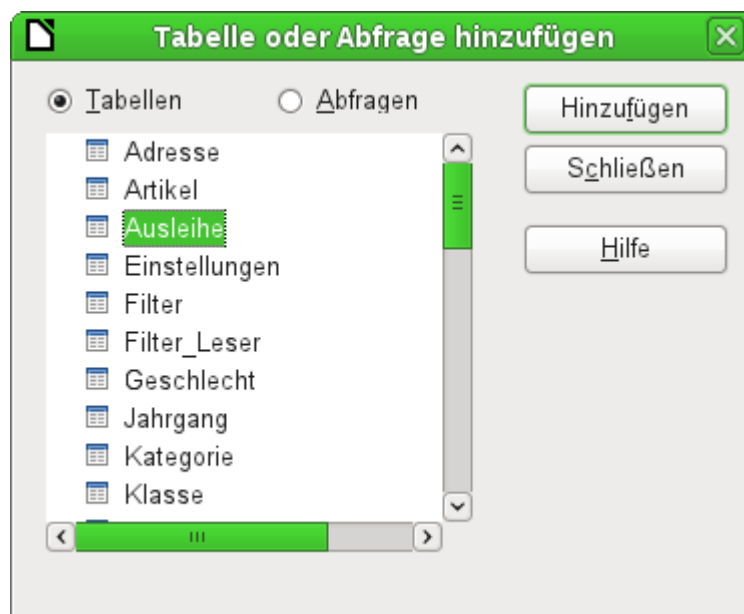 Tabelle oder Abfrage hinzufügen
Tabellen
Abfragen
Hinzufügen
Schließen
Hilfe
Adresse
Artikel
Ausleihe
Einstellungen
Filter
Filter_Leser
Geschlecht
Jahrgang
Kategorie
Klasse